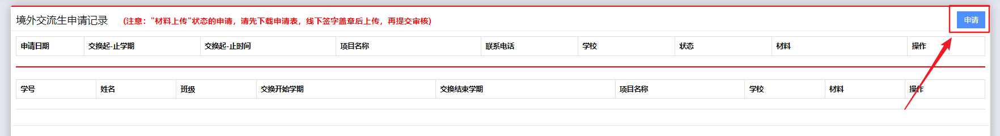 境外交流生申请记录 (注意："材料上传"状态的申请，请先下载申请表，线下签字盖章后上传，再提交审核) 申请
申请日期 交换起-止学期 交换起-止时间 项目名称 联系电话 学校 状态 材料 操作
学号 姓名 班级 交换开始学期 交换结束学期 项目名称 学校 材料 操作